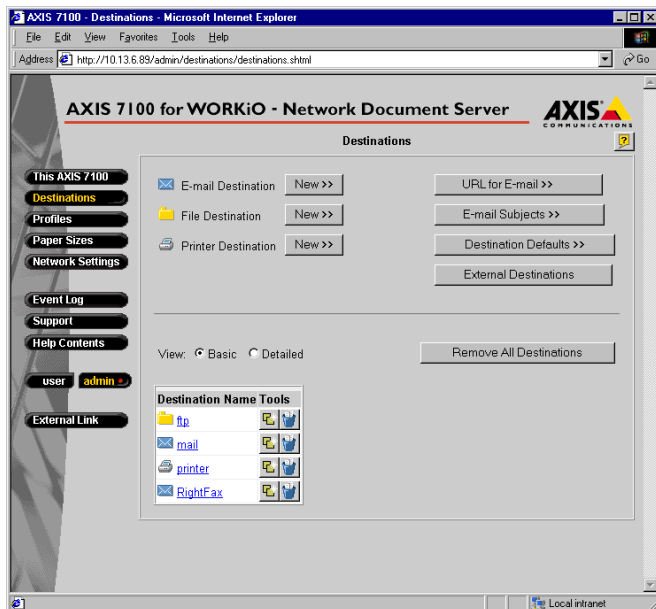 AXIS 7100 - Destinations - Microsoft Internet Explorer
File Edit View Favorites Tools Help
Address http://10.13.6.89/admin/destinations/destinations.shtml Go
AXIS 7100 for WORKiO - Network Document Server
AXIS
COMMUNICATIONS
Destinations
?
This AXIS 7100
Destinations
Profiles
Paper Sizes
Network Settings
Event Log
Support
Help Contents
user admin
External Link
E-mail Destination New >> URL for E-mail >>
File Destination New >> E-mail Subjects >>
Printer Destination New >> Destination Defaults >>
External Destinations
View: Basic Detailed Remove All Destinations
Destination Name Tools
ftp
mail
printer
RightFax
Local intranet